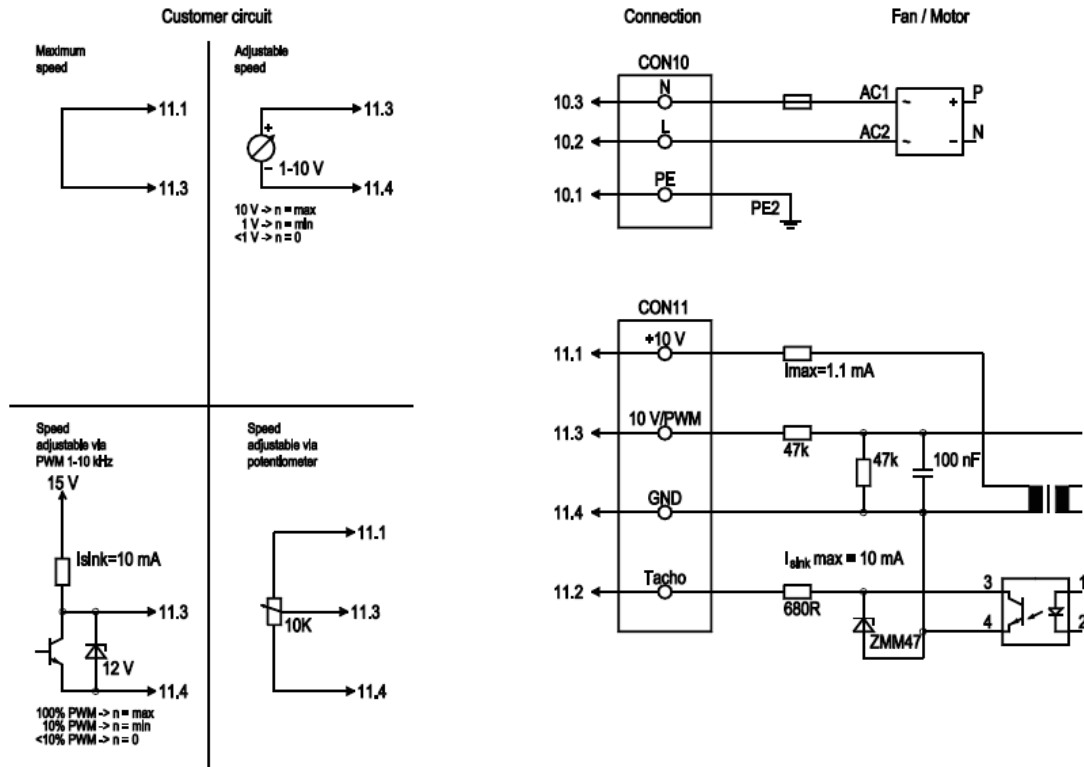 Customer circuit
Connection
Fan / Motor
Maximum
speed
11.1
11.3
Adjustable
speed
11.3
+
1-10 V
−
11.4
10 V -> n = max
1 V -> n = min
<1 V -> n = 0
CON10
N
10.3
AC1
~
+
P
L
10.2
AC2
~
−
N
PE
10.1
PE2
CON11
+10 V
11.1
Imax=1.1 mA
10 V/PWM
11.3
47k
47k
100 nF
GND
11.4
Isink max = 10 mA
Tacho
11.2
680R
3
1
4
2
ZMM47
Speed
adjustable via
PWM 1-10 kHz
15 V
Isink=10 mA
11.3
12 V
11.4
100% PWM -> n = max
10% PWM -> n = min
<10% PWM -> n = 0
Speed
adjustable via
potentiometer
11.1
11.3
10K
11.4